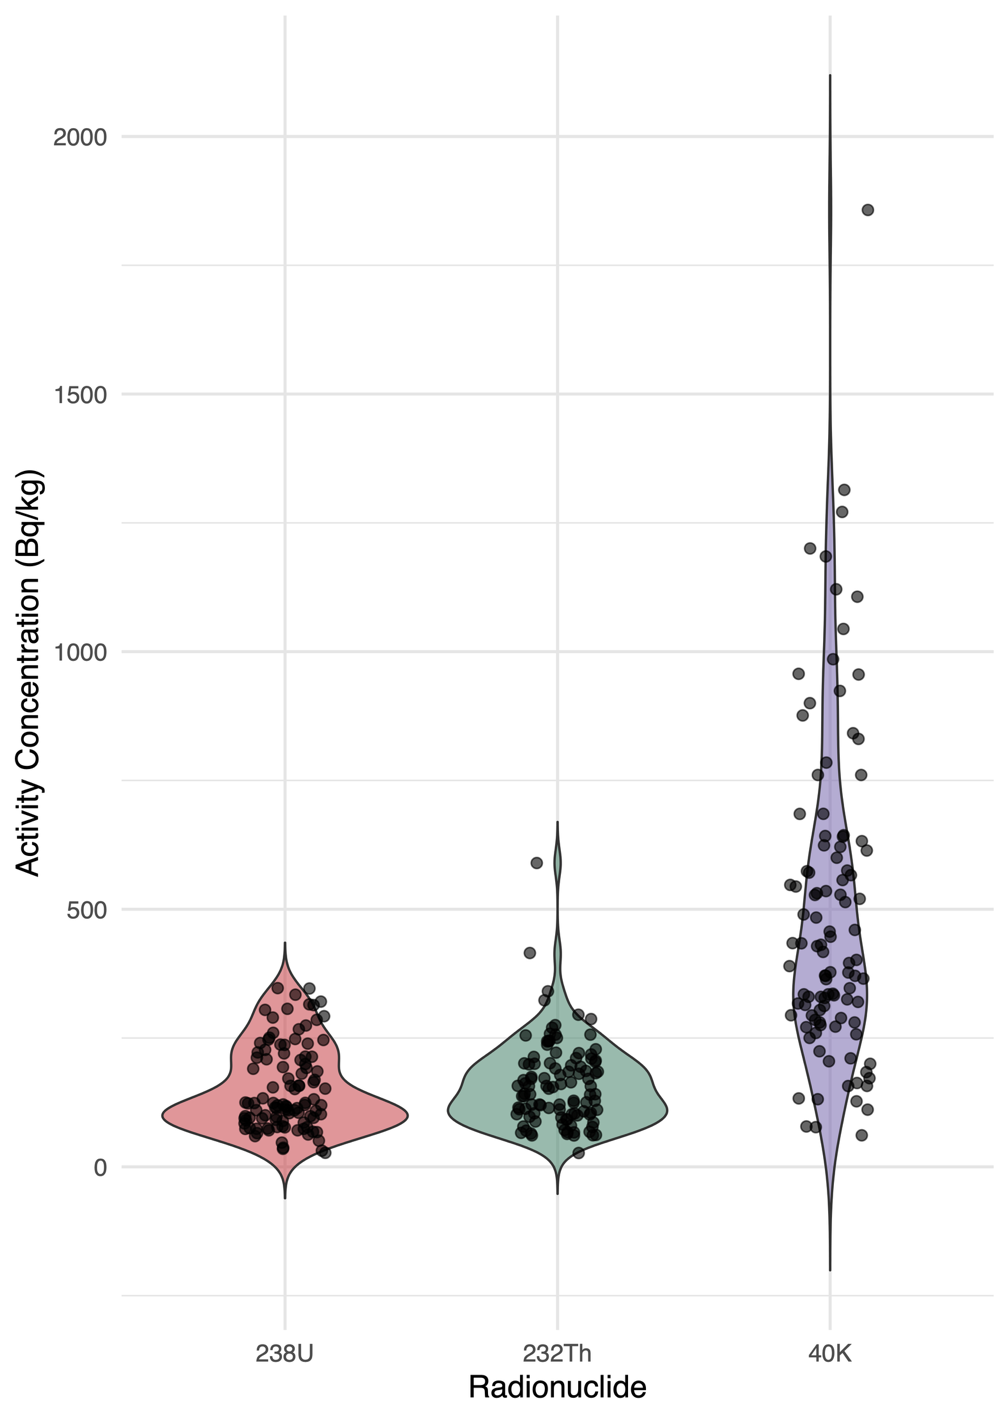 Activity Concentration (Bq/kg)
2000
1500
1000
500
0
238U
232Th
40K
Radionuclide